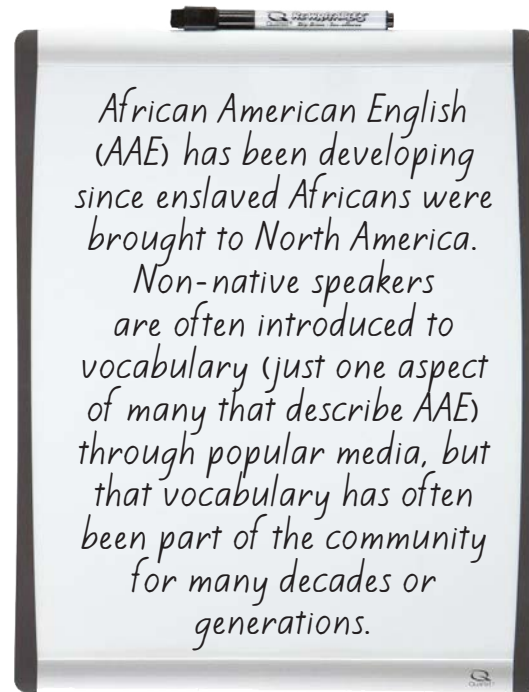 Quartet
African American English
(AAE) has been developing
since enslaved Africans were
brought to North America.
Non-native speakers
are often introduced to
vocabulary (just one aspect
of many that describe AAE)
through popular media, but
that vocabulary has often
been part of the community
for many decades or
generations.
Quartet